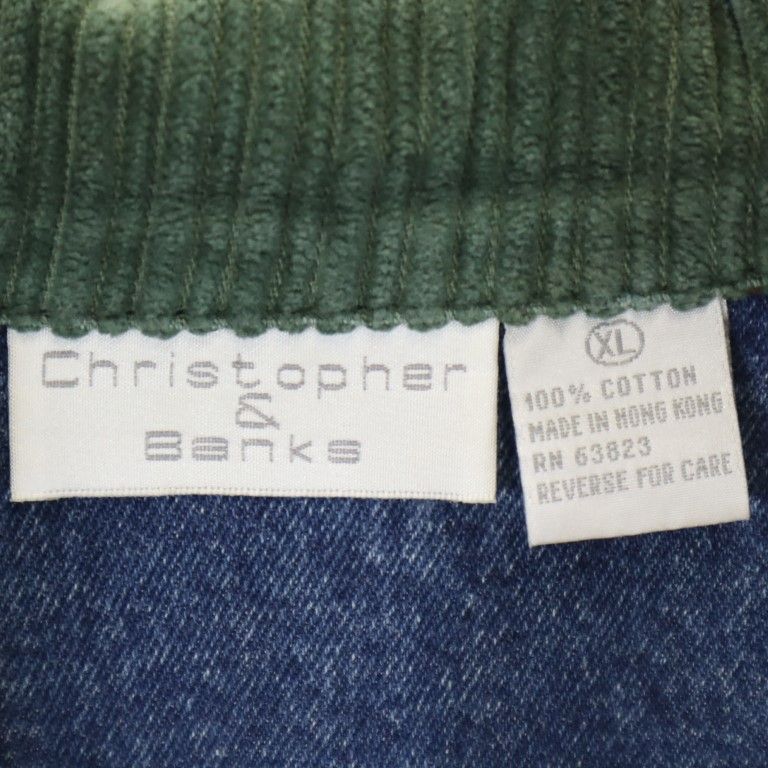 Christopher
&
Banks
XL
100% COTTON
MADE IN HONG KONG
RN 63823
REVERSE FOR CARE